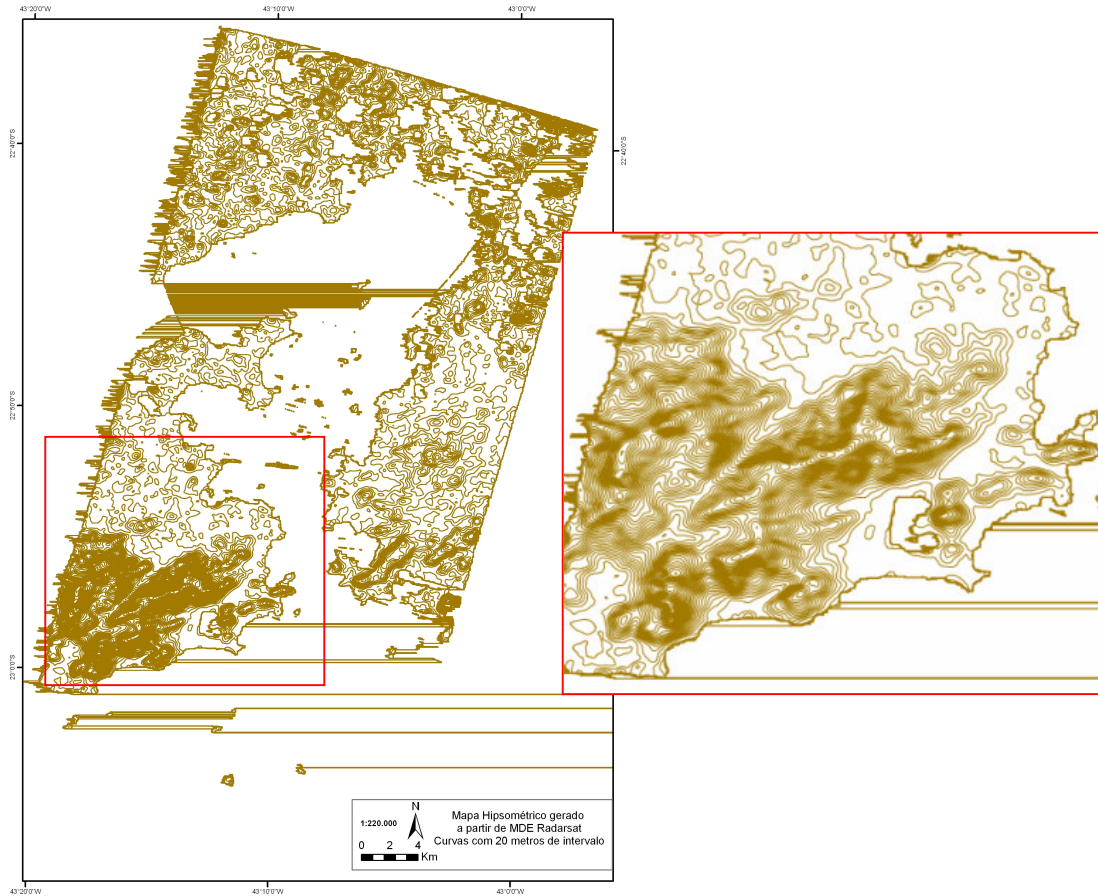 43°20'0"W
43°10'0"W
43°0'0"W
22°40'0"S
22°40'0"S
22°50'0"S
23°0'0"S
1:220.000
N
Mapa Hipsométrico gerado
a partir de MDE Radarsat
Curvas com 20 metros de intervalo
0 2 4
Km
43°20'0"W
43°10'0"W
43°0'0"W